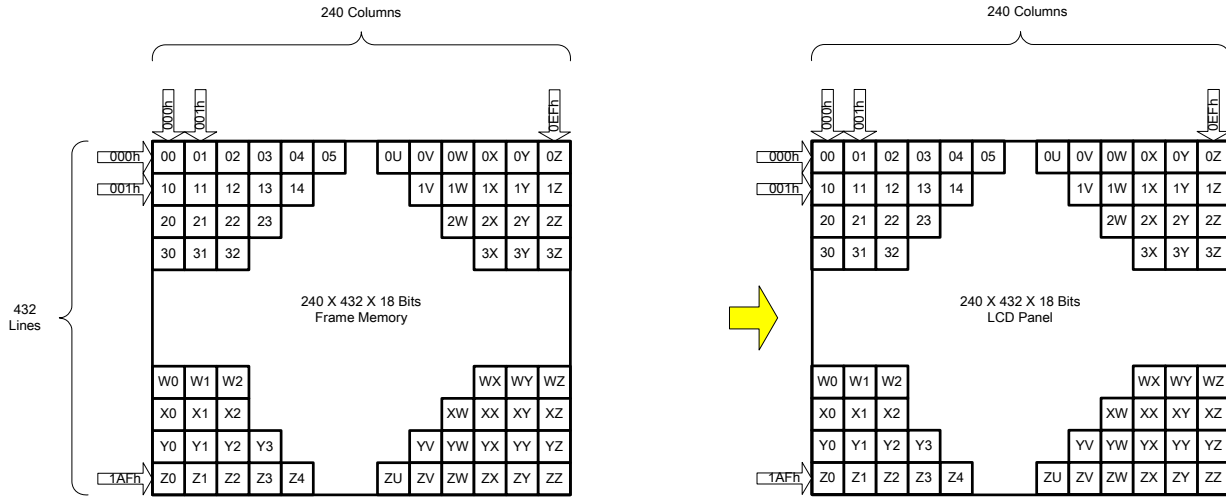 240 Columns
240 Columns
000h 001h 0EFh
000h 001h 0EFh
000h 00 01 02 03 04 05 0U 0V 0W 0X 0Y 0Z
000h 00 01 02 03 04 05 0U 0V 0W 0X 0Y 0Z
001h 10 11 12 13 14 1V 1W 1X 1Y 1Z
001h 10 11 12 13 14 1V 1W 1X 1Y 1Z
20 21 22 23 2W 2X 2Y 2Z
20 21 22 23 2W 2X 2Y 2Z
30 31 32 3X 3Y 3Z
30 31 32 3X 3Y 3Z
432
Lines
240 X 432 X 18 Bits
Frame Memory
240 X 432 X 18 Bits
LCD Panel
W0 W1 W2 WX WY WZ
W0 W1 W2 WX WY WZ
X0 X1 X2 XW XX XY XZ
X0 X1 X2 XW XX XY XZ
Y0 Y1 Y2 Y3 YV YW YX YY YZ
Y0 Y1 Y2 Y3 YV YW YX YY YZ
1AFh Z0 Z1 Z2 Z3 Z4 ZU ZV ZW ZX ZY ZZ
1AFh Z0 Z1 Z2 Z3 Z4 ZU ZV ZW ZX ZY ZZ